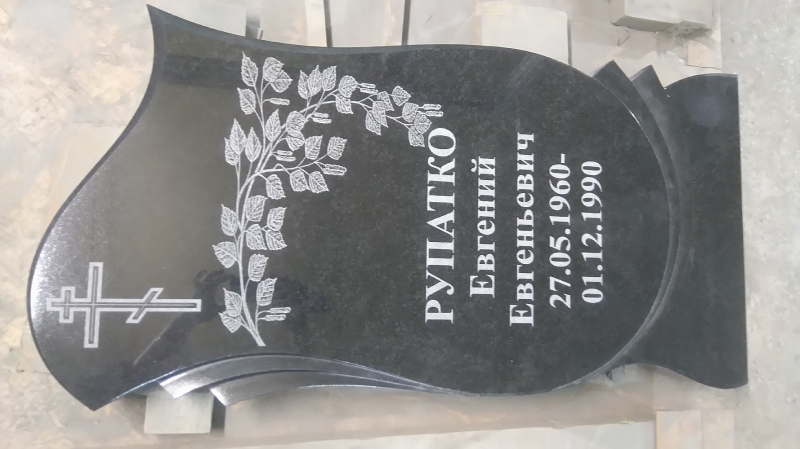 РУПАТКО
Евгений
Евгеньевич
27.05.1960-
01.12.1990